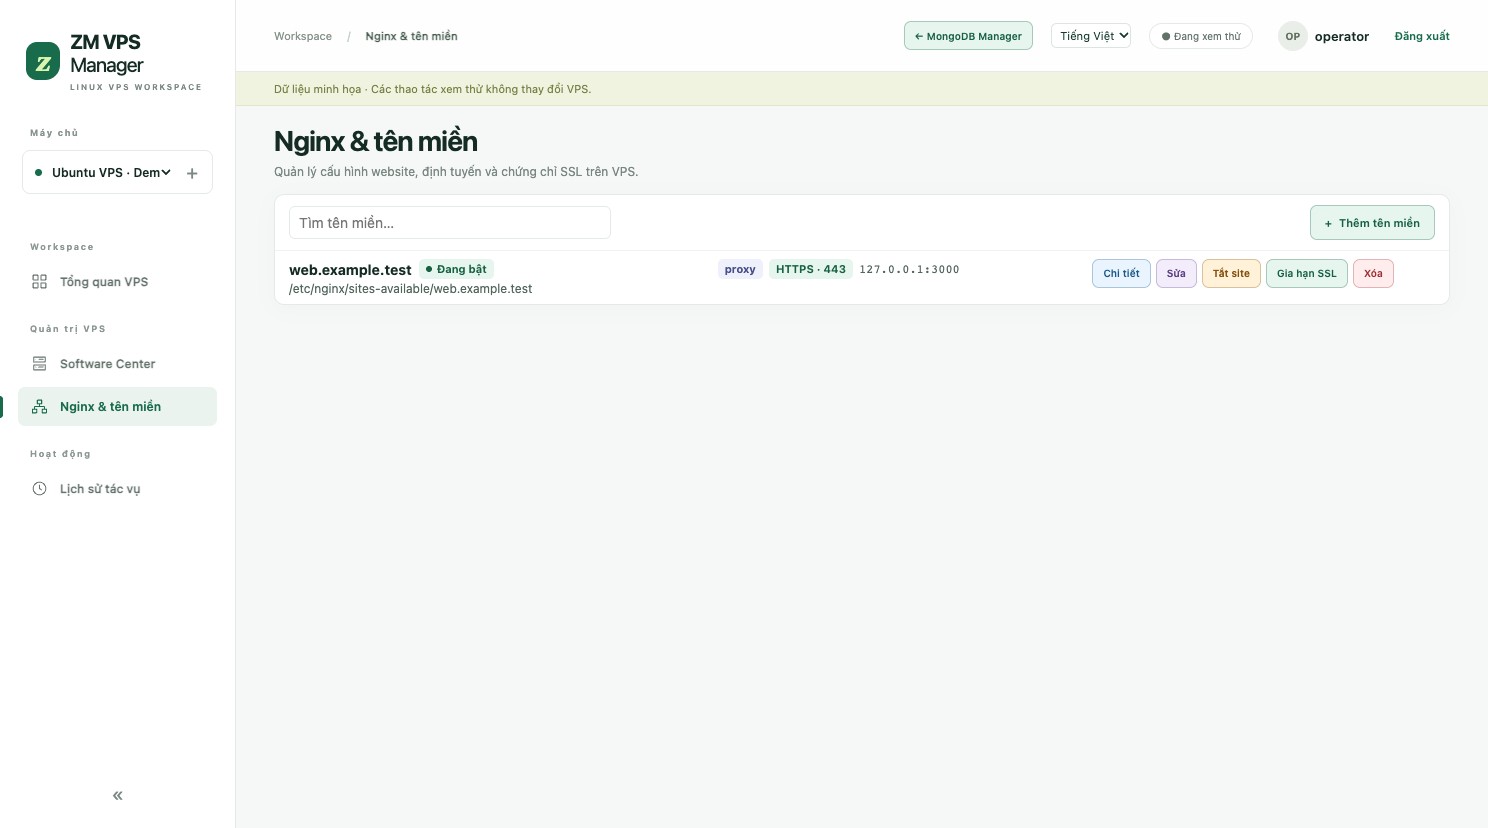 ZM VPS
Manager
LINUX VPS WORKSPACE
Máy chủ
Ubuntu VPS · Dem
+
Workspace
Tổng quan VPS
Quản trị VPS
Software Center
Nginx & tên miền
Hoạt động
Lịch sử tác vụ
«
Workspace / Nginx & tên miền
← MongoDB Manager
Tiếng Việt
Đang xem thử
OP operator
Đăng xuất
Dữ liệu minh họa · Các thao tác xem thử không thay đổi VPS.
Nginx & tên miền
Quản lý cấu hình website, định tuyến và chứng chỉ SSL trên VPS.
Tìm tên miền...
+ Thêm tên miền
web.example.test Đang bật
/etc/nginx/sites-available/web.example.test
proxy HTTPS · 443 127.0.0.1:3000
Chi tiết Sửa Tắt site Gia hạn SSL Xóa